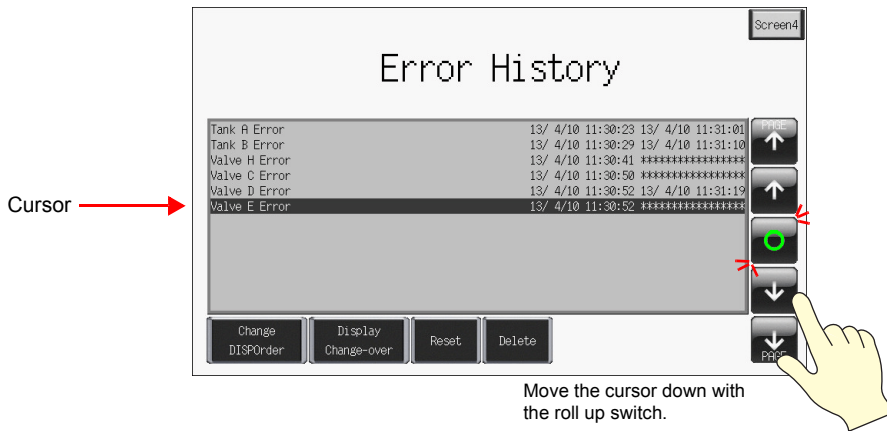 Screen4
Error History
Tank A Error 13/ 4/10 11:30:23 13/ 4/10 11:31:01
Tank B Error 13/ 4/10 11:30:29 13/ 4/10 11:31:10
Valve H Error 13/ 4/10 11:30:41 *****************
Valve C Error 13/ 4/10 11:30:50 *****************
Valve D Error 13/ 4/10 11:30:52 13/ 4/10 11:31:19
Valve E Error 13/ 4/10 11:30:52 *****************
PAGE
Cursor
Change
DISPOrder
Display
Change-over
Reset
Delete
PAGE
Move the cursor down with
the roll up switch.